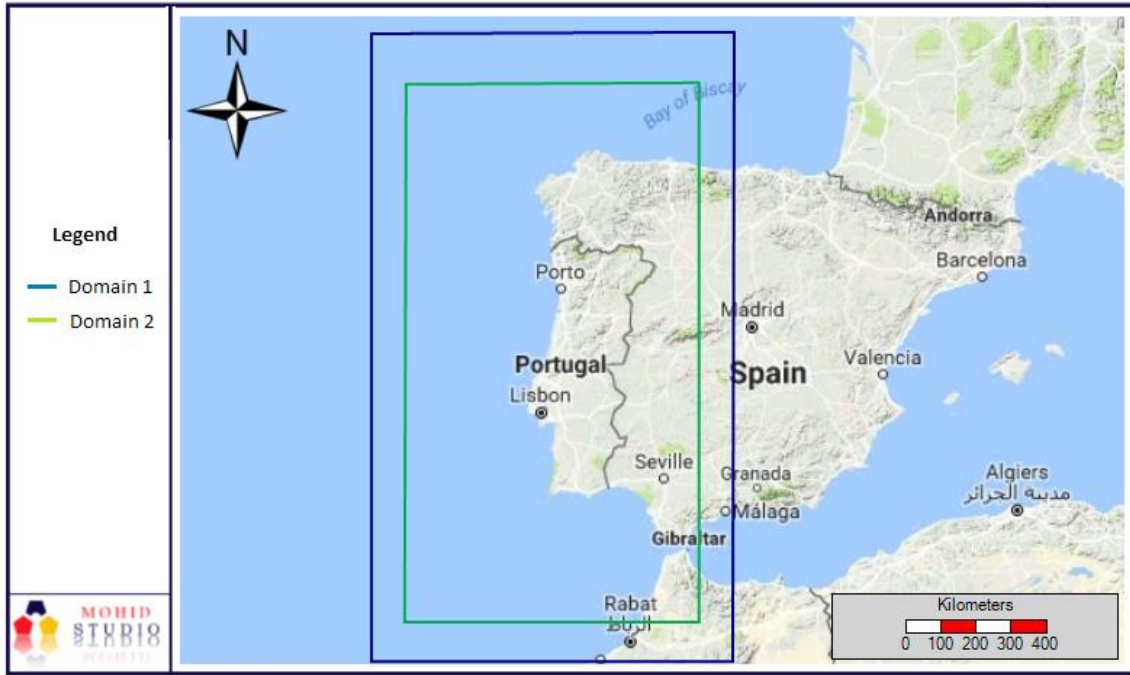 N
Bay of Biscay
Legend
Domain 1
Domain 2
Andorra
Porto
Barcelona
Madrid
Portugal
Spain
Valencia
Lisbon
Seville
Granada
Algiers
مدينة الجزائر
Málaga
Gibraltar
Rabat
الرباط
Kilometers
0 100 200 300 400
MOHID
STUDIO